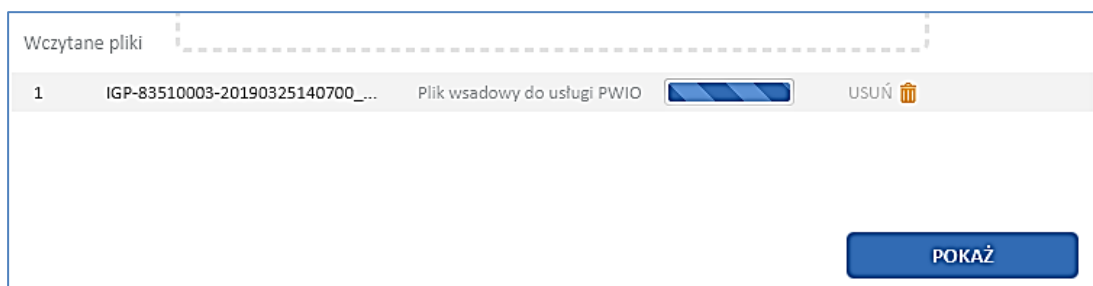 Wczytane pliki
1 IGP-83510003-20190325140700_... Plik wsadowy do usługi PWIO USUŃ
POKAŻ